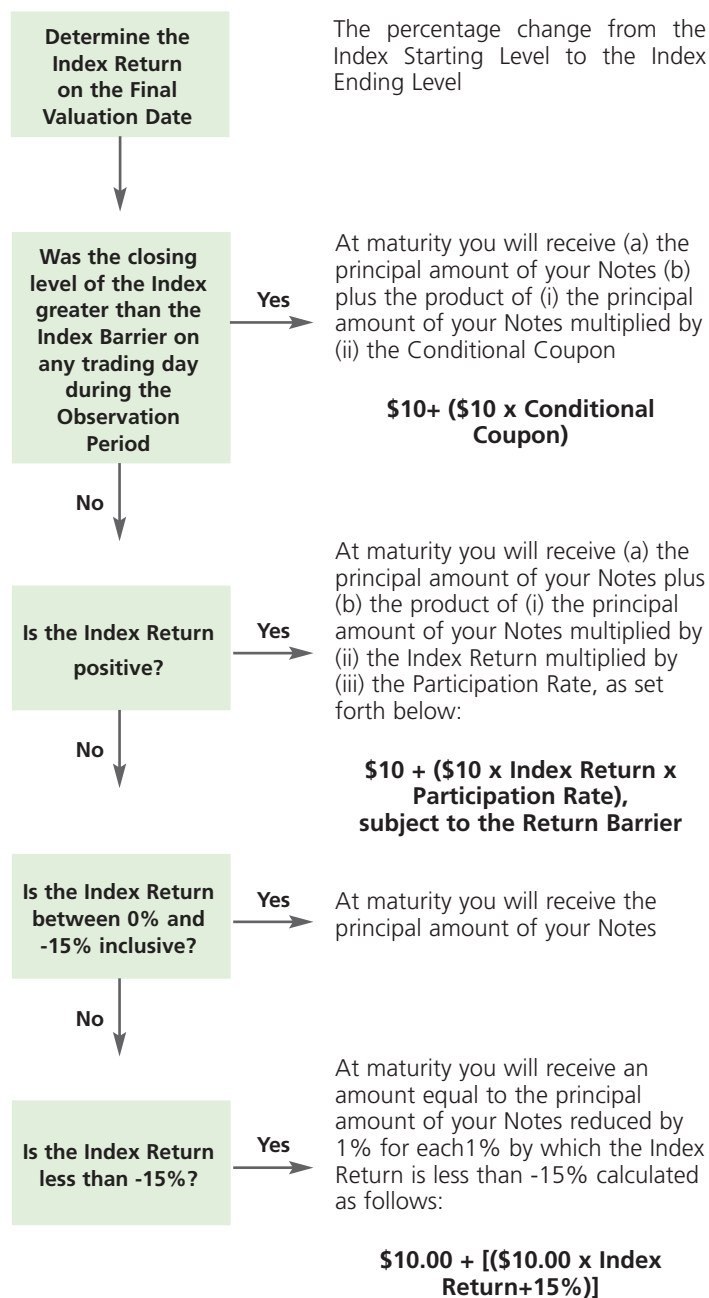 Determine the
Index Return
on the Final
Valuation Date
The percentage change from the
Index Starting Level to the Index
Ending Level
Was the closing
level of the Index
greater than the
Index Barrier on
any trading day
during the
Observation
Period
Yes
At maturity you will receive (a) the
principal amount of your Notes (b)
plus the product of (i) the principal
amount of your Notes multiplied by
(ii) the Conditional Coupon
$10+ ($10 x Conditional
Coupon)
No
Is the Index Return
positive?
Yes
At maturity you will receive (a) the
principal amount of your Notes plus
(b) the product of (i) the principal
amount of your Notes multiplied by
(ii) the Index Return multiplied by
(iii) the Participation Rate, as set
forth below:
$10 + ($10 x Index Return x
Participation Rate),
subject to the Return Barrier
No
Is the Index Return
between 0% and
-15% inclusive?
Yes
At maturity you will receive the
principal amount of your Notes
No
Is the Index Return
less than -15%?
Yes
At maturity you will receive an
amount equal to the principal
amount of your Notes reduced by
1% for each1% by which the Index
Return is less than -15% calculated
as follows:
$10.00 + [($10.00 x Index
Return+15%)]